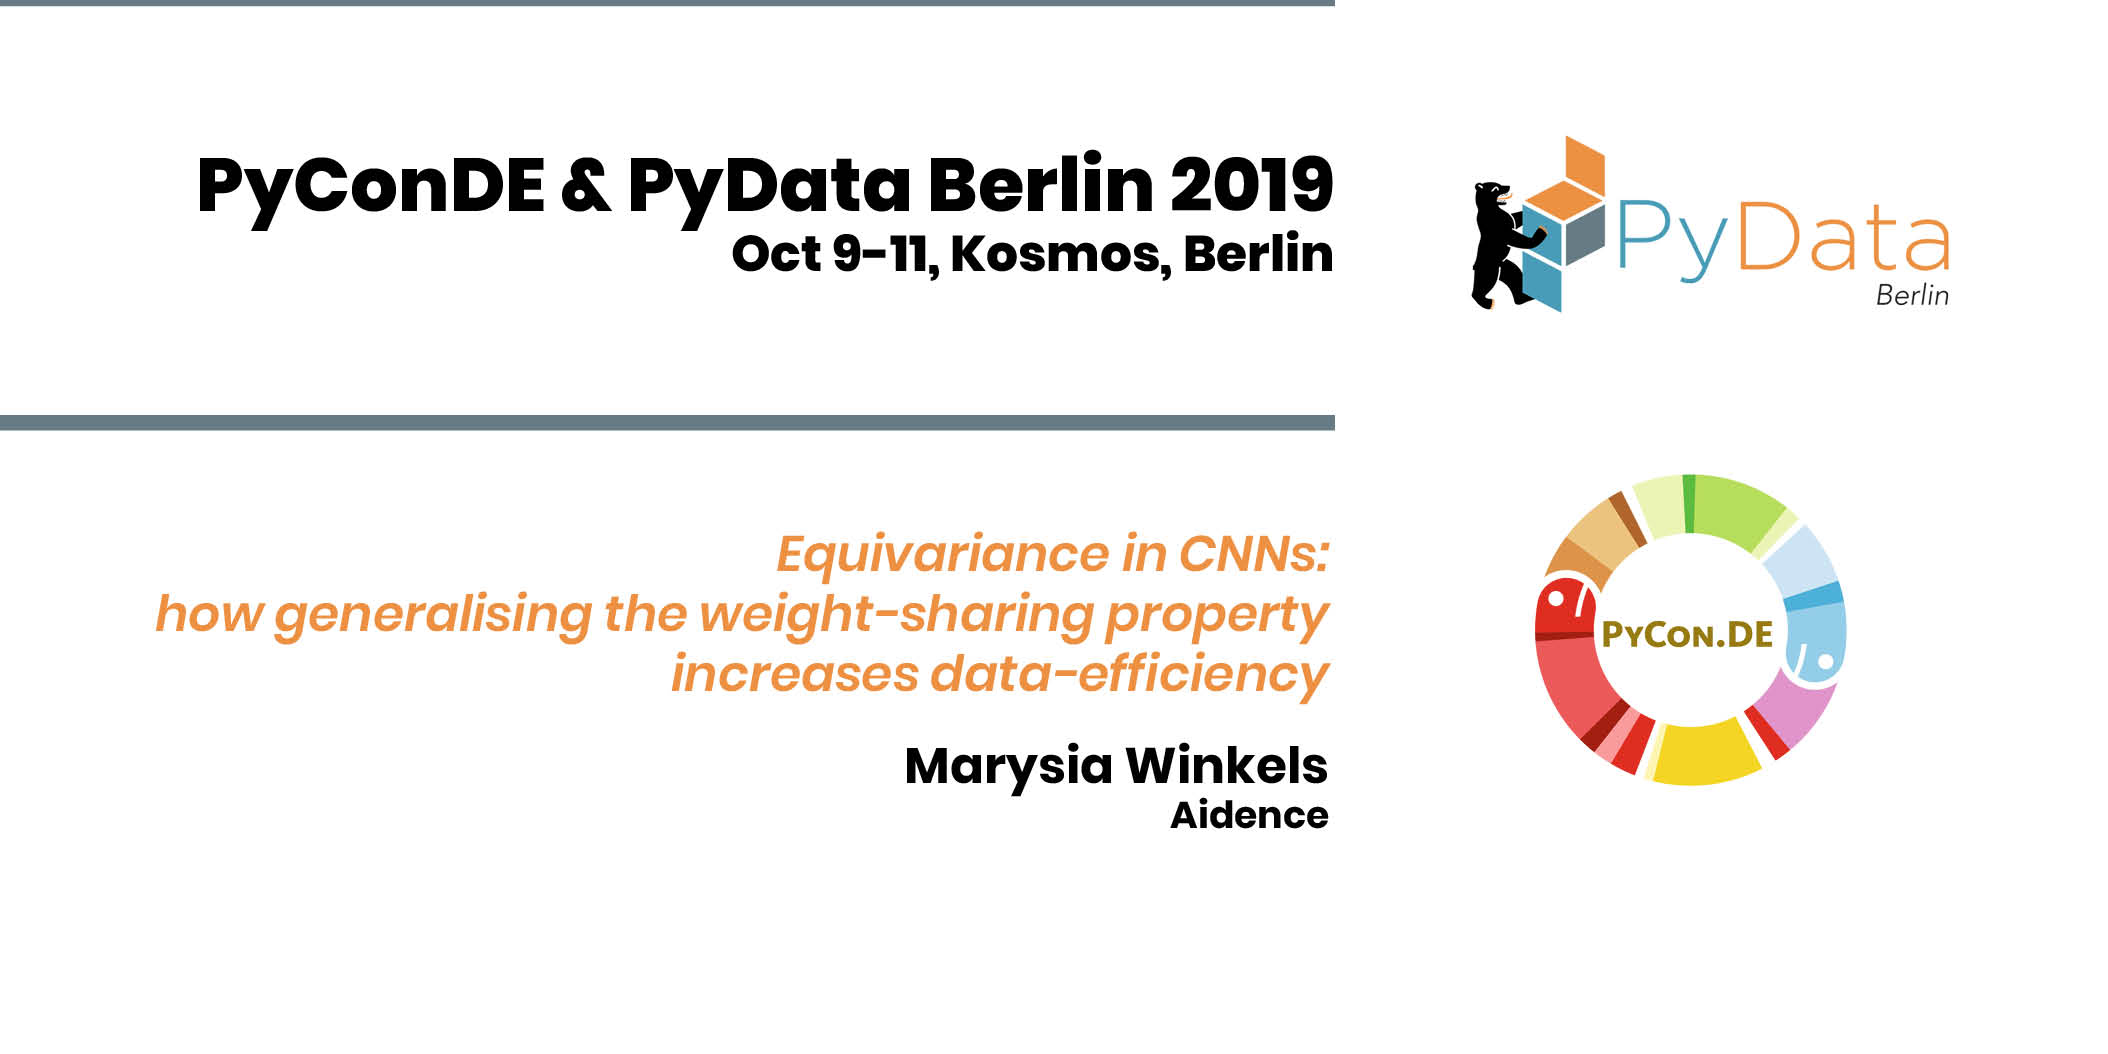 PyConDE & PyData Berlin 2019
Oct 9-11, Kosmos, Berlin
PyData
Berlin
Equivariance in CNNs:
how generalising the weight-sharing property
increases data-efficiency
Marysia Winkels
Aidence
PyCon.DE